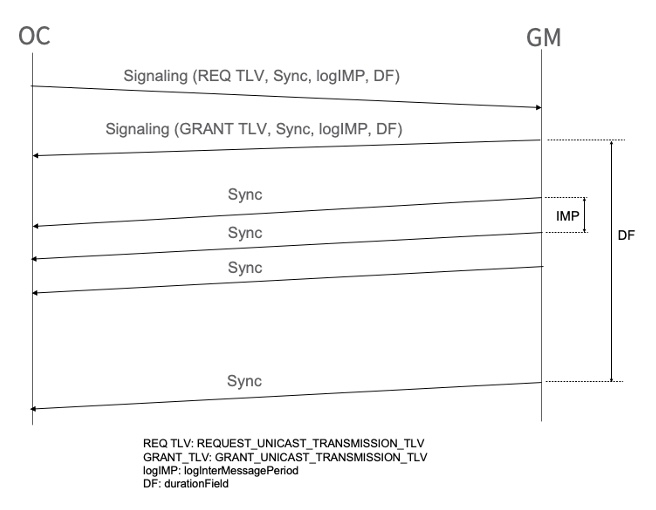 OC
GM
Signaling (REQ TLV, Sync, logIMP, DF)
Signaling (GRANT TLV, Sync, logIMP, DF)
Sync
IMP
Sync
DF
Sync
Sync
REQ TLV: REQUEST_UNICAST_TRANSMISSION_TLV
GRANT_TLV: GRANT_UNICAST_TRANSMISSION_TLV
logIMP: logInterMessagePeriod
DF: durationField